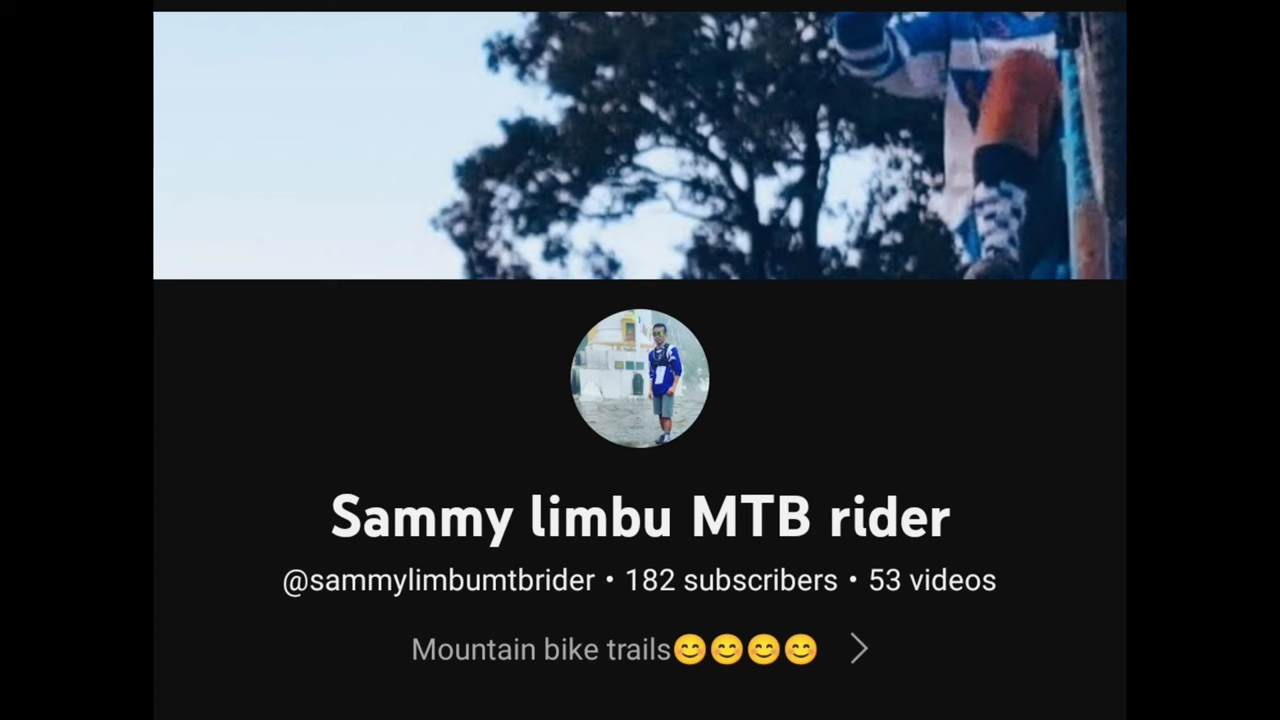 Sammy limbu MTB rider
@sammylimbumtbrider • 182 subscribers • 53 videos
Mountain bike trails😊😊😊😊